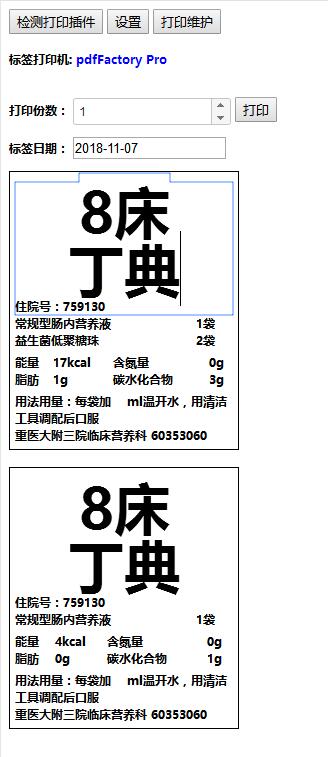 检测打印插件 设置 打印维护
标签打印机: pdfFactory Pro
打印份数： 1 打印
标签日期： 2018-11-07
8床
丁典
住院号：759130
常规型肠内营养液 1袋
益生菌低聚糖珠 2袋
能量 17kcal 含氮量 0g
脂肪 1g 碳水化合物 3g
用法用量：每袋加 ml温开水，用清洁
工具调配后口服
重医大附三院临床营养科 60353060
8床
丁典
住院号：759130
常规型肠内营养液 1袋
能量 4kcal 含氮量 0g
脂肪 0g 碳水化合物 1g
用法用量：每袋加 ml温开水，用清洁
工具调配后口服
重医大附三院临床营养科 60353060